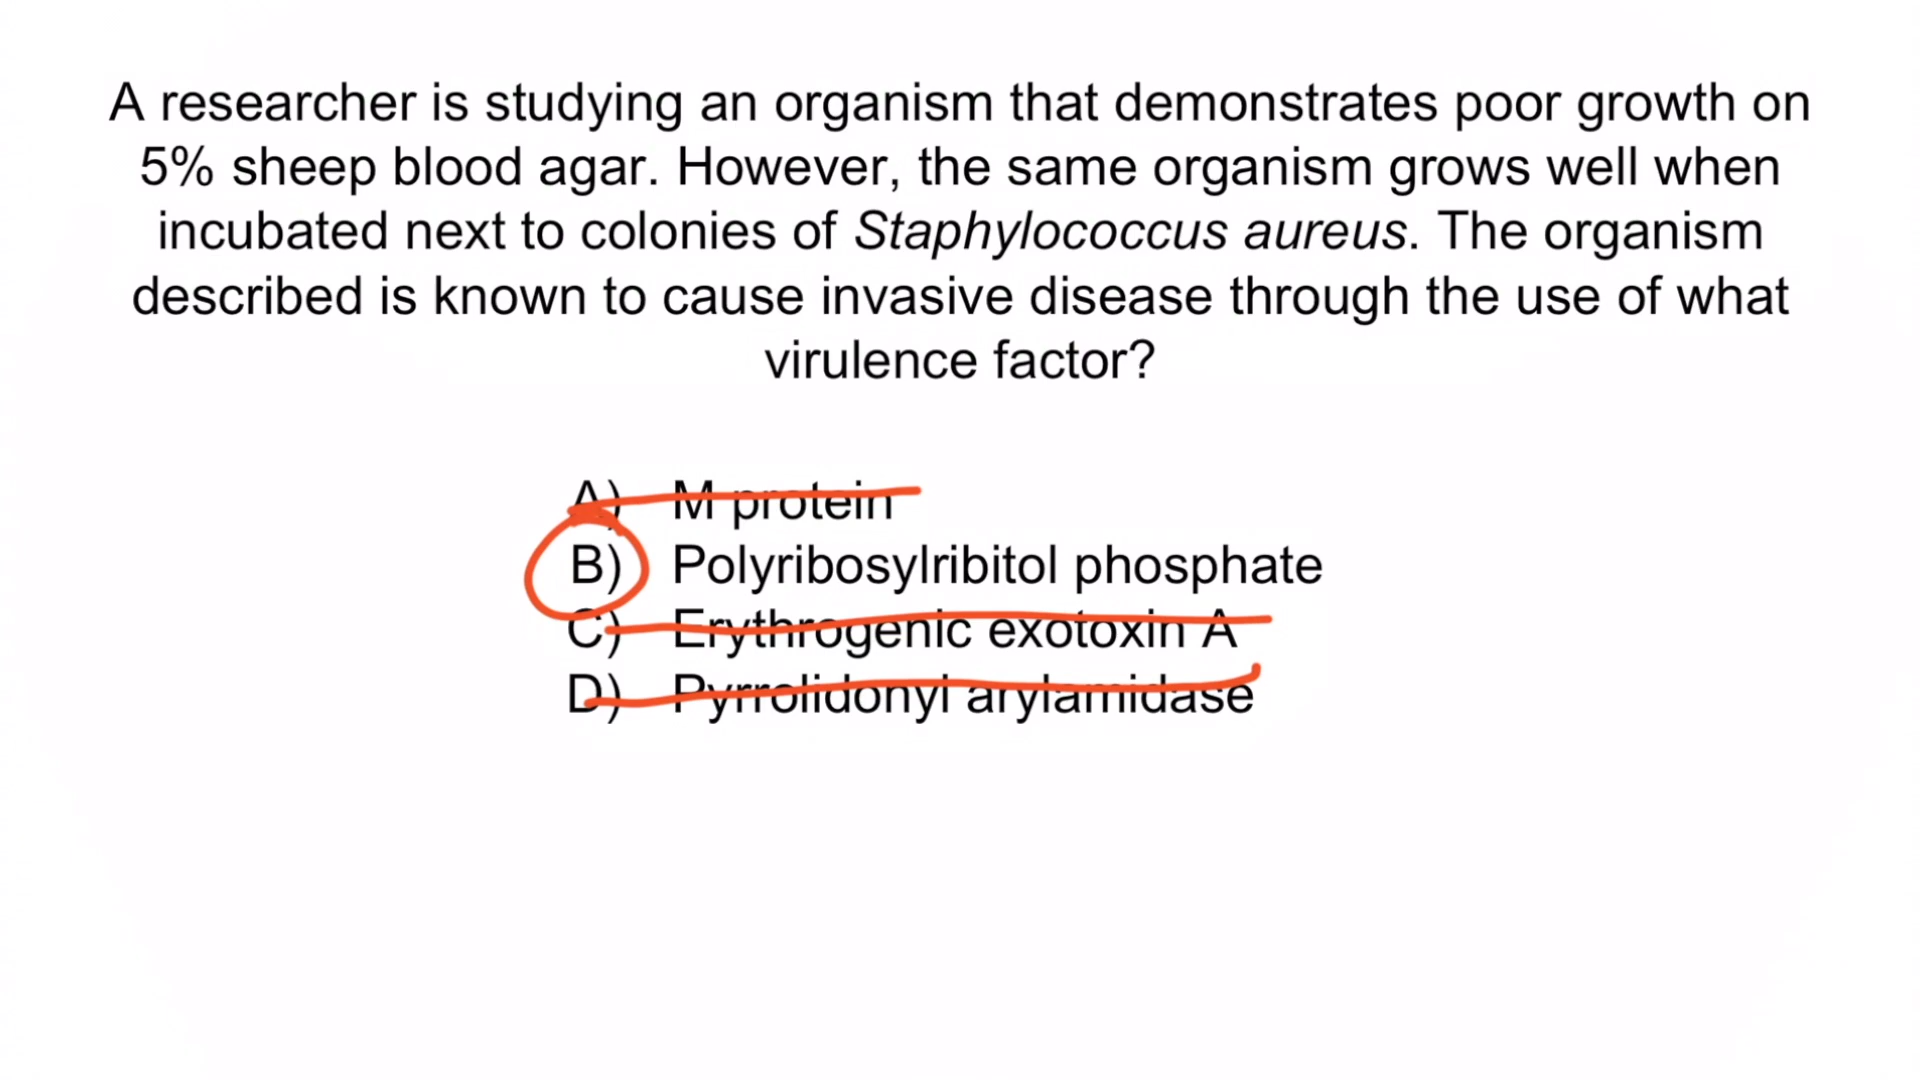 A researcher is studying an organism that demonstrates poor growth on
5% sheep blood agar. However, the same organism grows well when
incubated next to colonies of Staphylococcus aureus. The organism
described is known to cause invasive disease through the use of what
virulence factor?
A) M protein
B) Polyribosylribitol phosphate
C) Erythrogenic exotoxin A
D) Pyrrolidonyl arylamidase